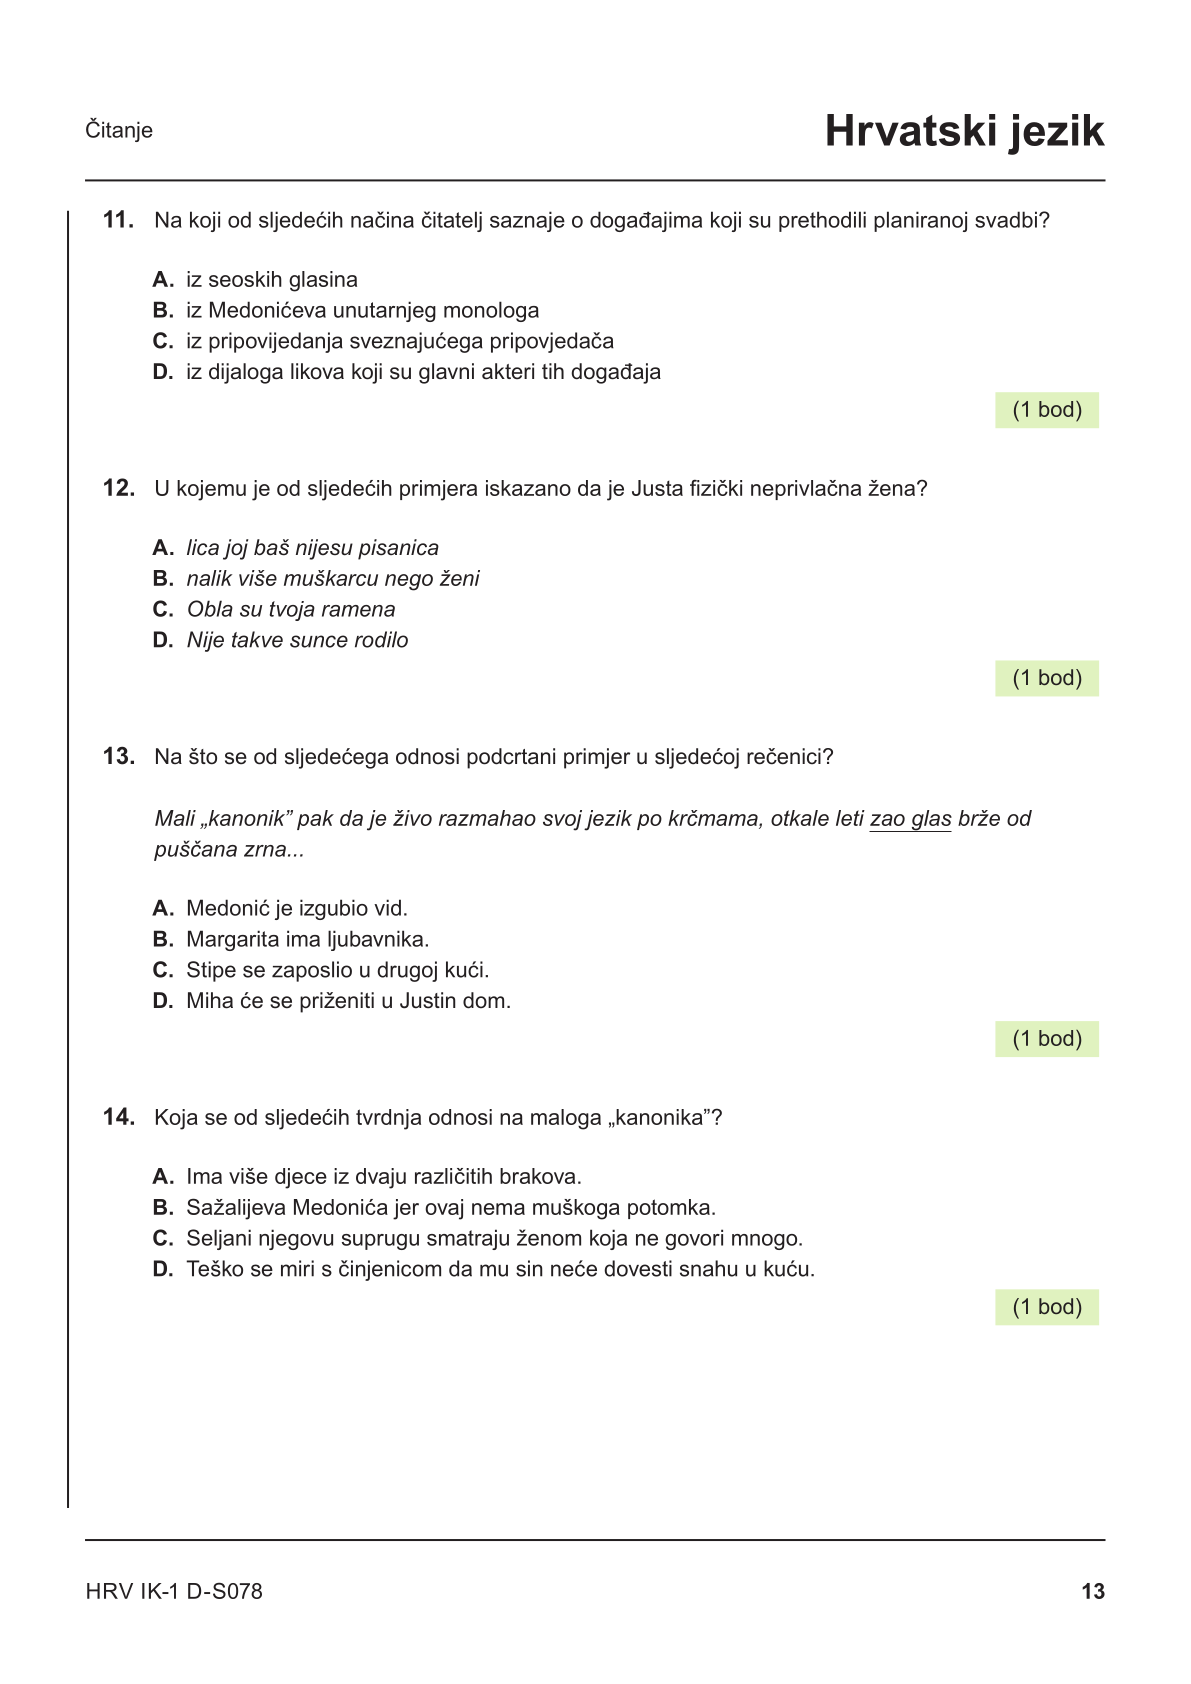 Čitanje
Hrvatski jezik
11. Na koji od sljedećih načina čitatelj saznaje o događajima koji su prethodili planiranoj svadbi?
A. iz seoskih glasina
B. iz Medonićeva unutarnjeg monologa
C. iz pripovijedanja sveznajućega pripovjedača
D. iz dijaloga likova koji su glavni akteri tih događaja
(1 bod)
12. U kojemu je od sljedećih primjera iskazano da je Justa fizički neprivlačna žena?
A. lica joj baš nijesu pisanica
B. nalik više muškarcu nego ženi
C. Obla su tvoja ramena
D. Nije takve sunce rodilo
(1 bod)
13. Na što se od sljedećega odnosi podcrtani primjer u sljedećoj rečenici?
Mali „kanonik” pak da je živo razmahao svoj jezik po krčmama, otkale leti zao glas brže od
puščana zrna...
A. Medonić je izgubio vid.
B. Margarita ima ljubavnika.
C. Stipe se zaposlio u drugoj kući.
D. Miha će se priženiti u Justin dom.
(1 bod)
14. Koja se od sljedećih tvrdnja odnosi na maloga „kanonika”?
A. Ima više djece iz dvaju različitih brakova.
B. Sažalijeva Medonića jer ovaj nema muškoga potomka.
C. Seljani njegovu suprugu smatraju ženom koja ne govori mnogo.
D. Teško se miri s činjenicom da mu sin neće dovesti snahu u kuću.
(1 bod)
HRV IK-1 D-S078
13